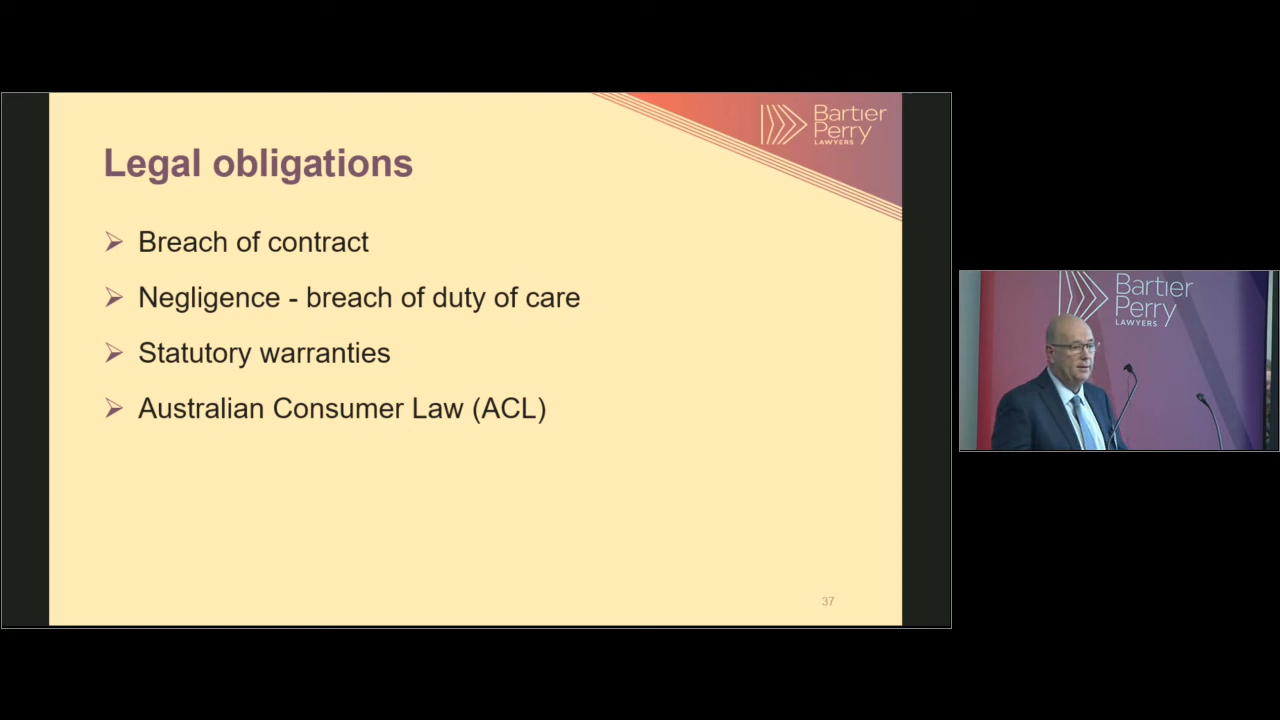 Bartier
Perry
LAWYERS
Legal obligations
Breach of contract
Negligence - breach of duty of care
Statutory warranties
Australian Consumer Law (ACL)
37
Bartier
Perry
LAWYERS